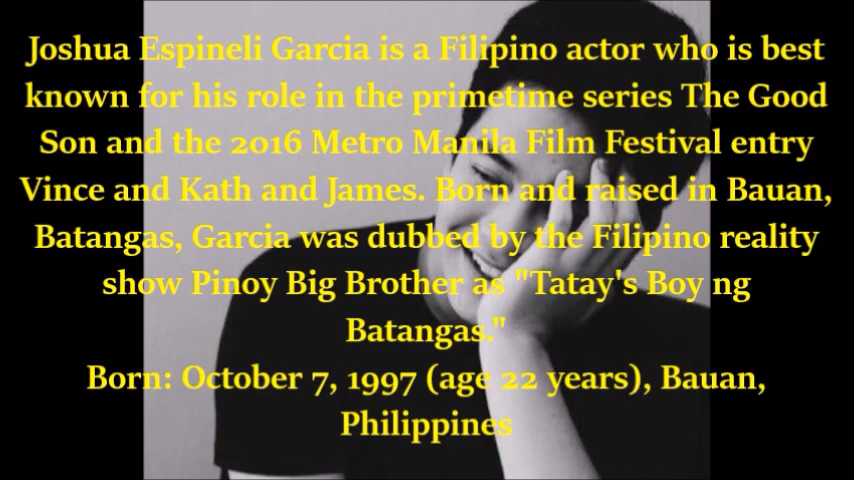 Joshua Espineli Garcia is a Filipino actor who is best
known for his role in the primetime series The Good
Son and the 2016 Metro Manila Film Festival entry
Vince and Kath and James. Born and raised in Bauan,
Batangas, Garcia was dubbed by the Filipino reality
show Pinoy Big Brother as "Tatay's Boy ng
Batangas."
Born: October 7, 1997 (age 22 years), Bauan,
Philippines